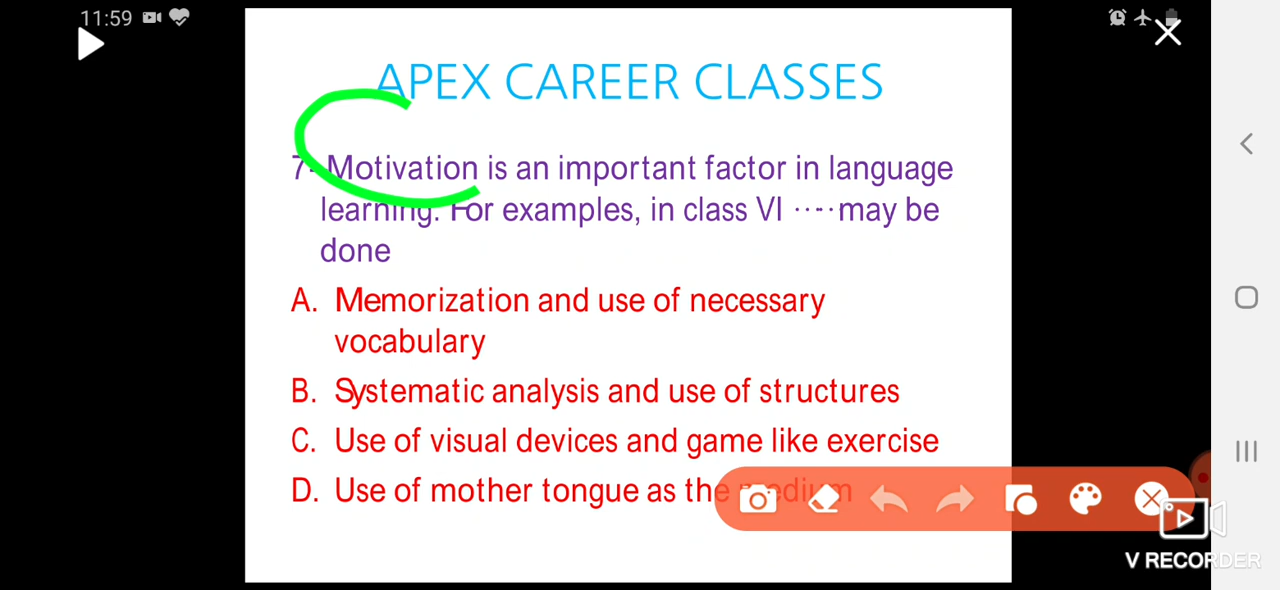 11:59
APEX CAREER CLASSES
7- Motivation is an important factor in language
learning. For examples, in class VI ····· may be
done
A. Memorization and use of necessary
vocabulary
B. Systematic analysis and use of structures
C. Use of visual devices and game like exercise
D. Use of mother tongue as the medium
V RECORDER